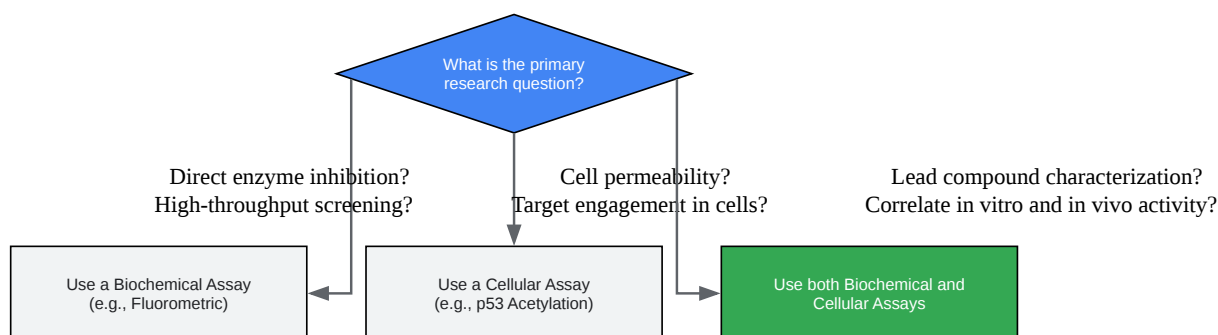 What is the primary
research question?
Direct enzyme inhibition?
High-throughput screening?
Cell permeability?
Target engagement in cells?
Lead compound characterization?
Correlate in vitro and in vivo activity?
Use a Biochemical Assay
(e.g., Fluorometric)
Use a Cellular Assay
(e.g., p53 Acetylation)
Use both Biochemical and
Cellular Assays